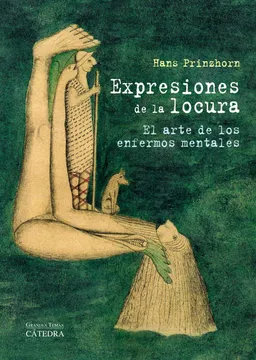 Hans Prinzhorn
Expresiones
de la locura
El arte de los
enfermos mentales
Grandes Temas
CÁTEDRA